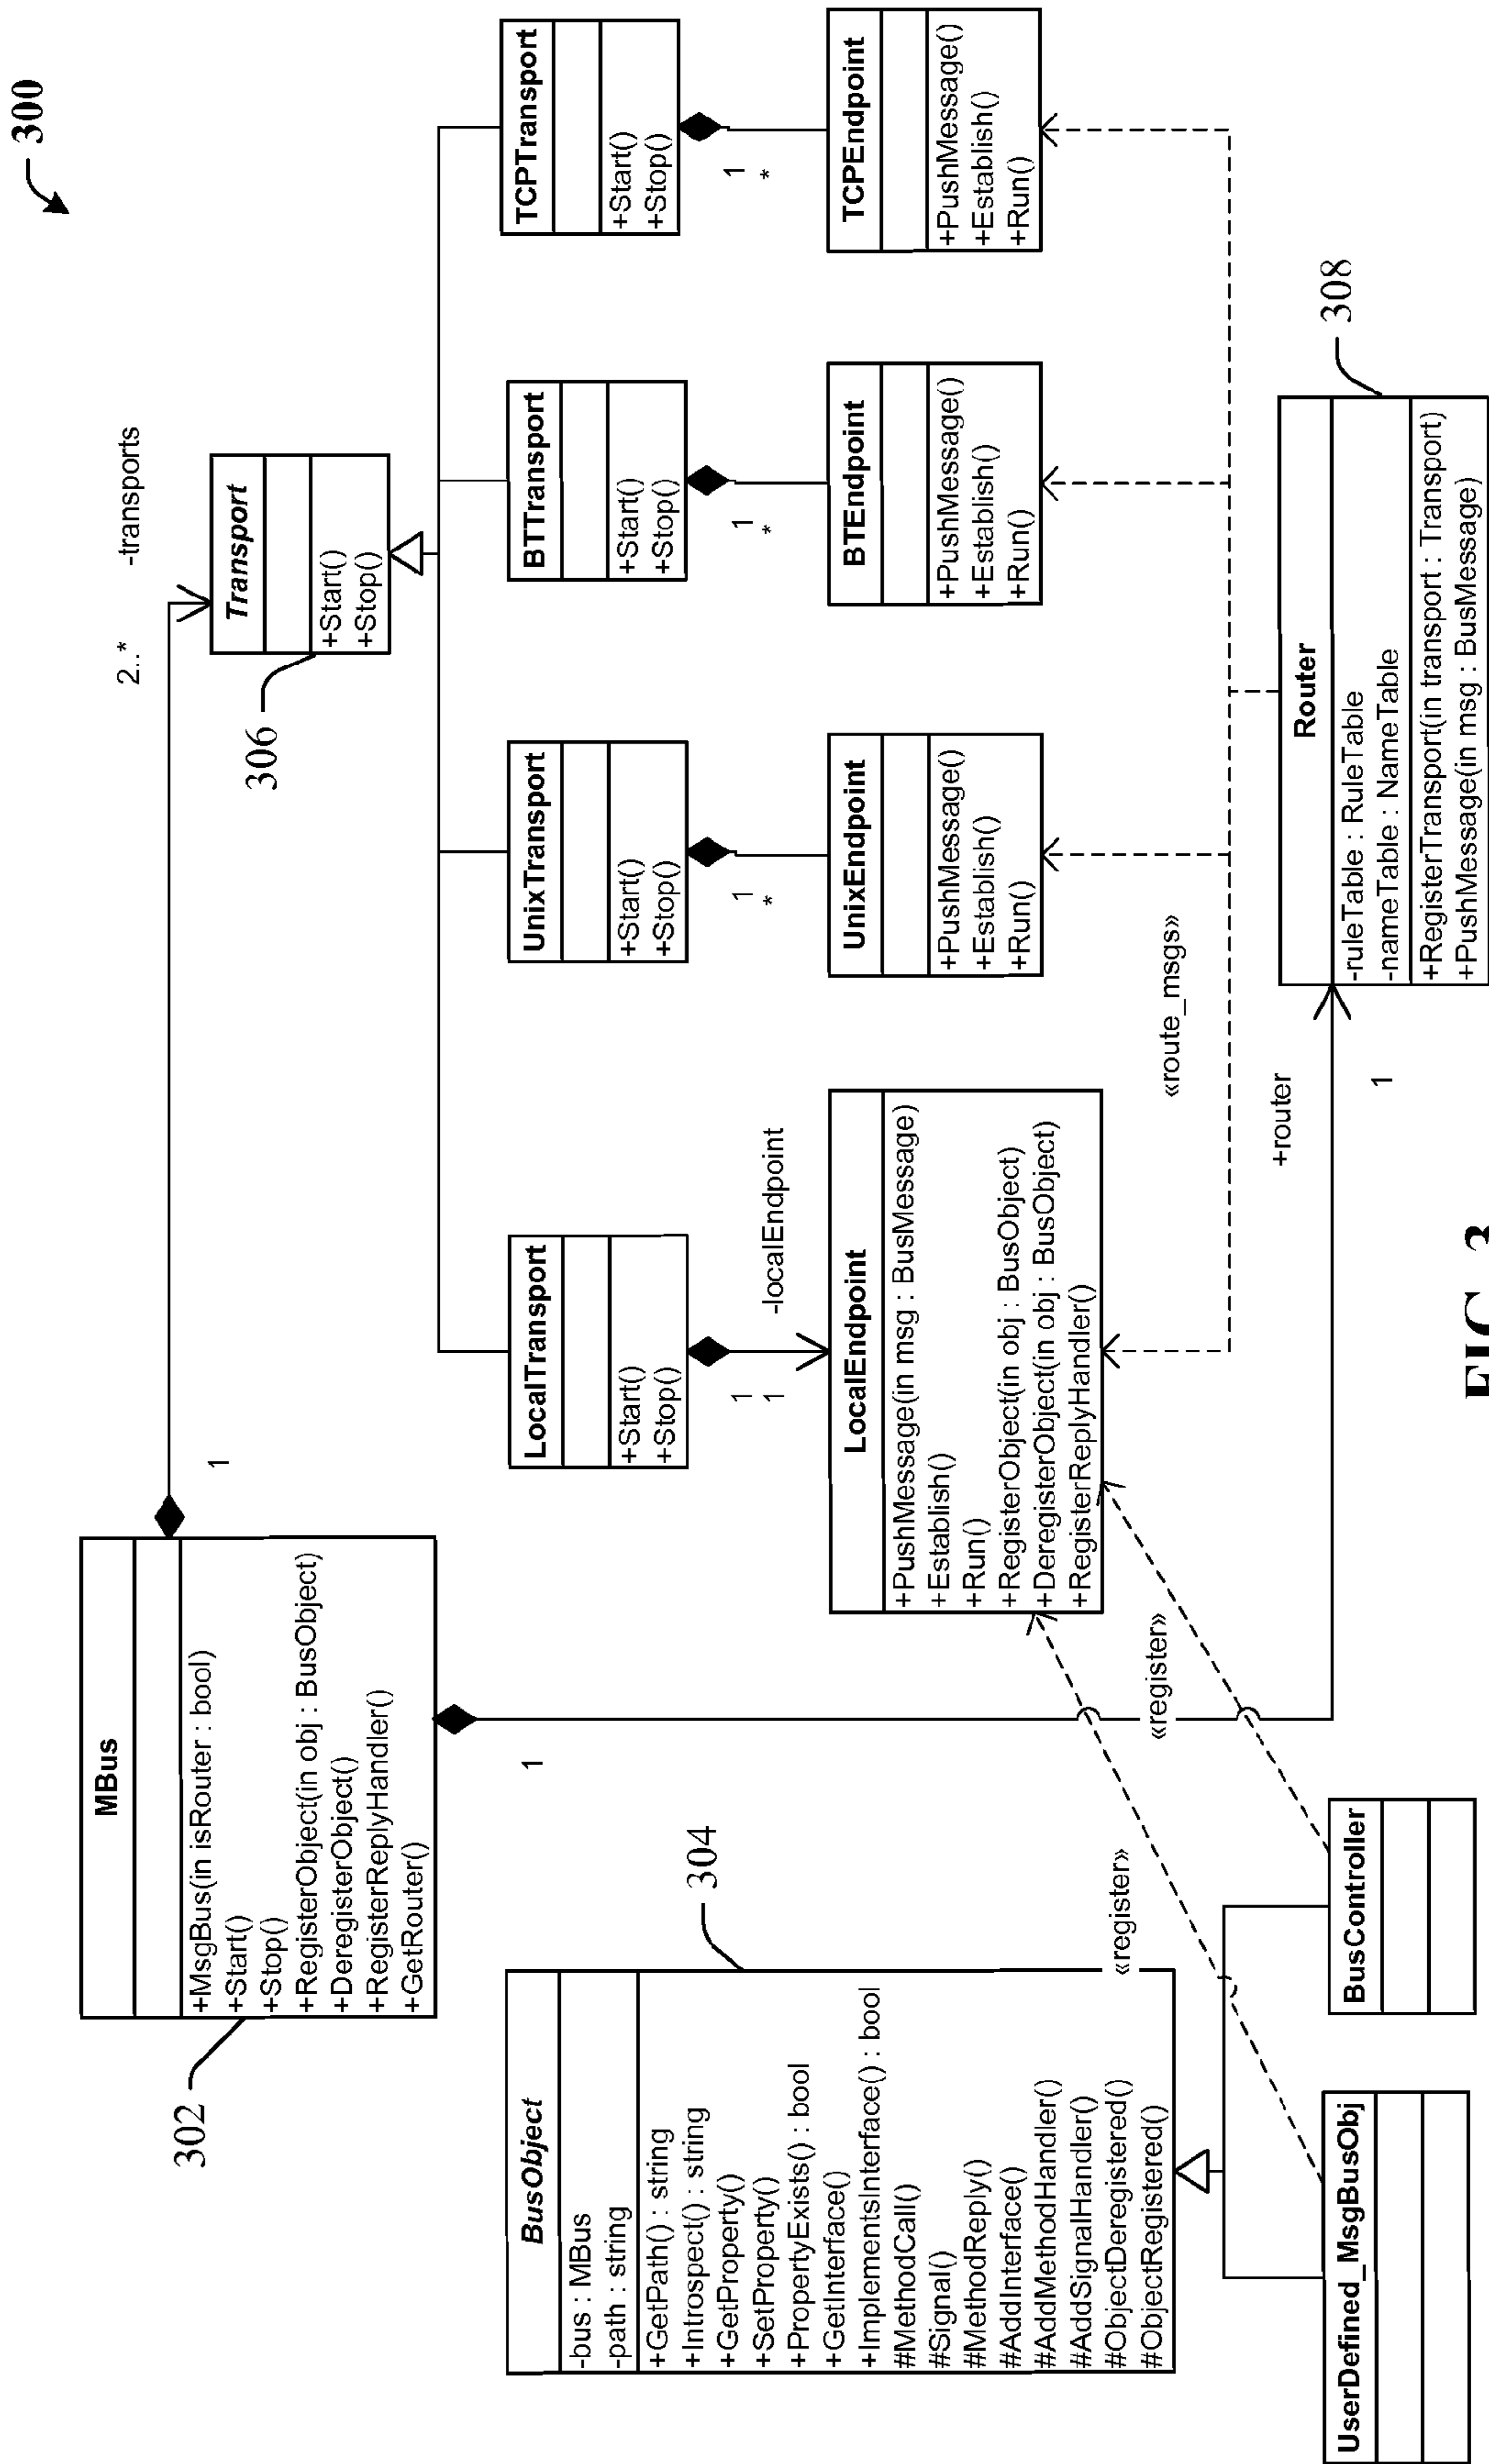 300
MBus
+MsgBus(in isRouter : bool)
+Start()
+Stop()
+RegisterObject(in obj : BusObject)
+DeregisterObject()
+RegisterReplyHandler()
+GetRouter()
302
1
2..*
-transports
Transport
+Start()
+Stop()
306
1
BusObject
-bus : MBus
-path : string
+GetPath() : string
+Introspect() : string
+GetProperty()
+SetProperty()
+PropertyExists() : bool
+GetInterface()
+ImplementsInterface() : bool
#MethodCall()
#Signal()
#MethodReply()
#AddInterface()
#AddMethodHandler()
#AddSignalHandler()
#ObjectDeregistered()
#ObjectRegistered()
304
LocalTransport
+Start()
+Stop()
1
1
-localEndpoint
UnixTransport
+Start()
+Stop()
1
*
BTTransport
+Start()
+Stop()
1
*
TCPTransport
+Start()
+Stop()
1
*
LocalEndpoint
+PushMessage(in msg : BusMessage)
+Establish()
+Run()
+RegisterObject(in obj : BusObject)
+DeregisterObject(in obj : BusObject)
+RegisterReplyHandler()
UnixEndpoint
+PushMessage()
+Establish()
+Run()
BTEndpoint
+PushMessage()
+Establish()
+Run()
TCPEndpoint
+PushMessage()
+Establish()
+Run()
«register»
«register»
«route_msgs»
+router
1
UserDefined_MsgBusObj
BusController
Router
-ruleTable : RuleTable
-nameTable : NameTable
+RegisterTransport(in transport : Transport)
+PushMessage(in msg : BusMessage)
308
FIG. 3